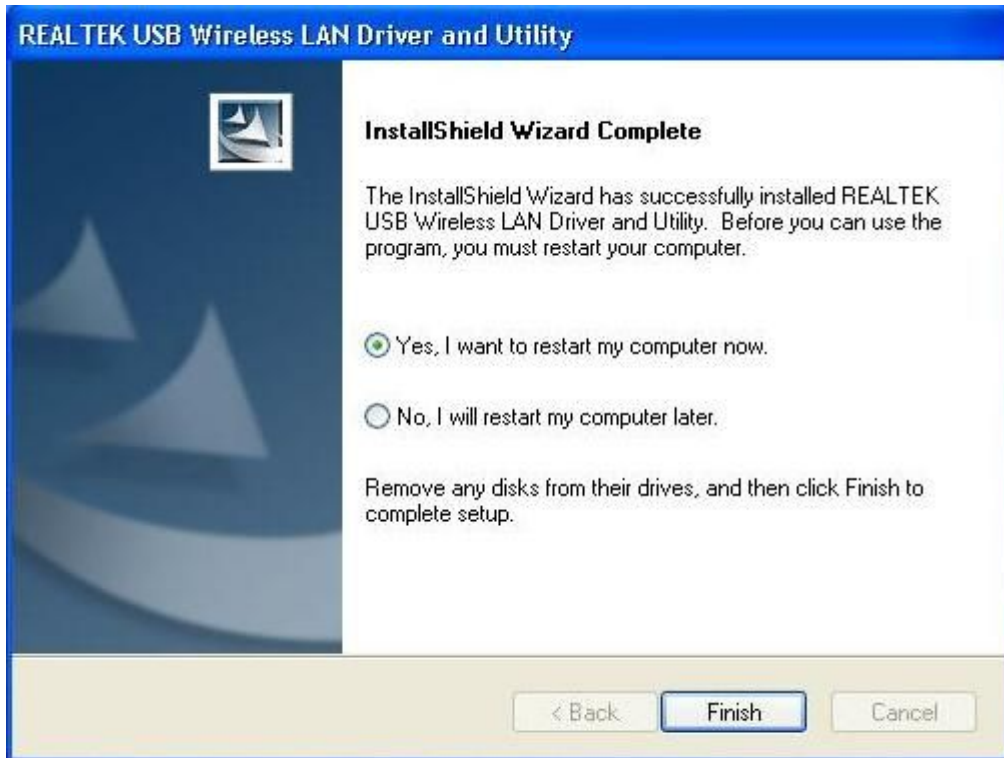 REALTEK USB Wireless LAN Driver and Utility
InstallShield Wizard Complete
The InstallShield Wizard has successfully installed REALTEK
USB Wireless LAN Driver and Utility. Before you can use the
program, you must restart your computer.
Yes, I want to restart my computer now.
No, I will restart my computer later.
Remove any disks from their drives, and then click Finish to
complete setup.
< Back
Finish
Cancel